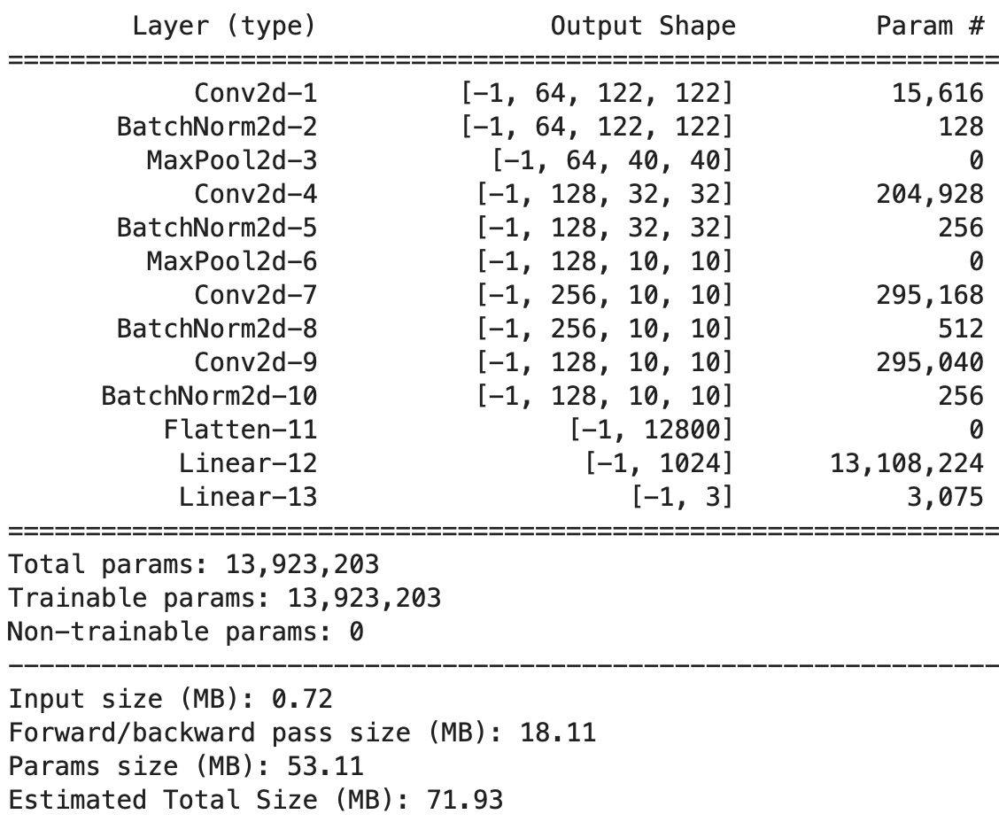 Layer (type) Output Shape Param #
================================================================
Conv2d-1 [-1, 64, 122, 122] 15,616
BatchNorm2d-2 [-1, 64, 122, 122] 128
MaxPool2d-3 [-1, 64, 40, 40] 0
Conv2d-4 [-1, 128, 32, 32] 204,928
BatchNorm2d-5 [-1, 128, 32, 32] 256
MaxPool2d-6 [-1, 128, 10, 10] 0
Conv2d-7 [-1, 256, 10, 10] 295,168
BatchNorm2d-8 [-1, 256, 10, 10] 512
Conv2d-9 [-1, 128, 10, 10] 295,040
BatchNorm2d-10 [-1, 128, 10, 10] 256
Flatten-11 [-1, 12800] 0
Linear-12 [-1, 1024] 13,108,224
Linear-13 [-1, 3] 3,075
================================================================
Total params: 13,923,203
Trainable params: 13,923,203
Non-trainable params: 0
----------------------------------------------------------------
Input size (MB): 0.72
Forward/backward pass size (MB): 18.11
Params size (MB): 53.11
Estimated Total Size (MB): 71.93